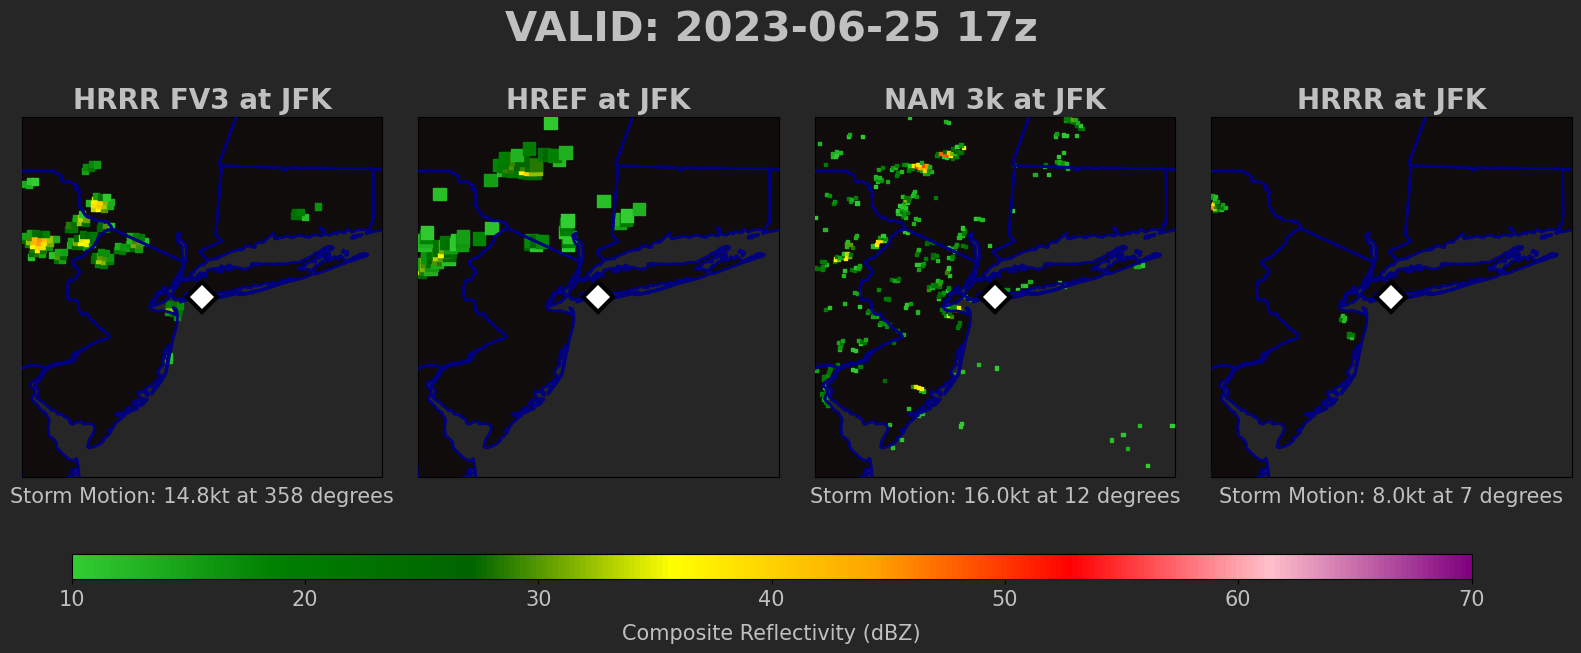 VALID: 2023-06-25 17z
HRRR FV3 at JFK
HREF at JFK
NAM 3k at JFK
HRRR at JFK
Storm Motion: 14.8kt at 358 degrees
Storm Motion: 16.0kt at 12 degrees
Storm Motion: 8.0kt at 7 degrees
10 20 30 40 50 60 70
Composite Reflectivity (dBZ)